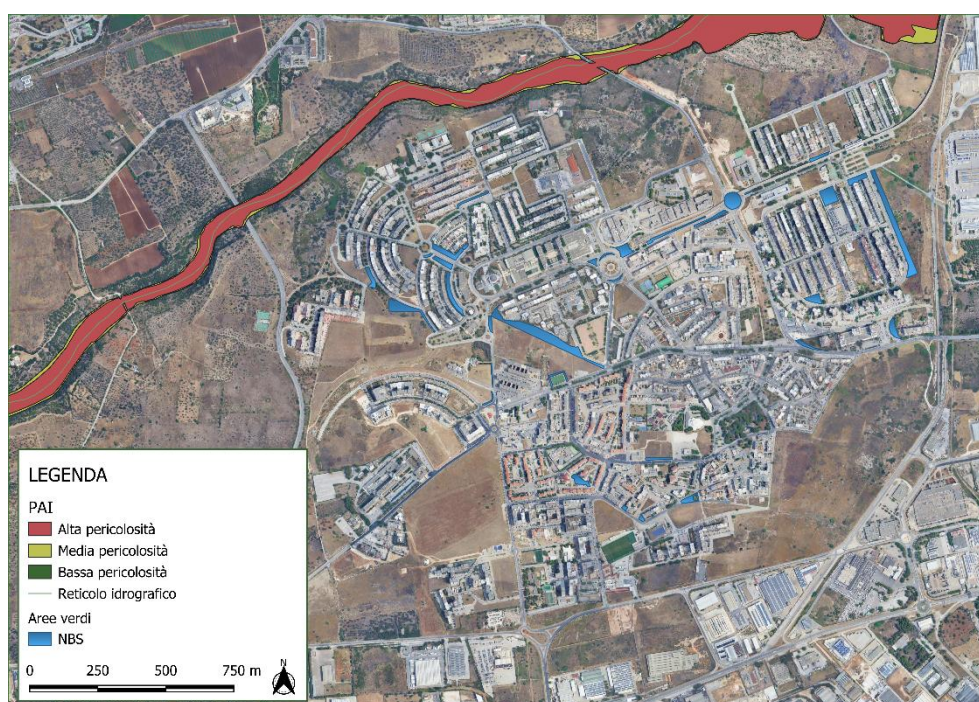 LEGENDA
PAI
Alta pericolosità
Media pericolosità
Bassa pericolosità
Reticolo idrografico
Aree verdi
NBS
0 250 500 750 m
N